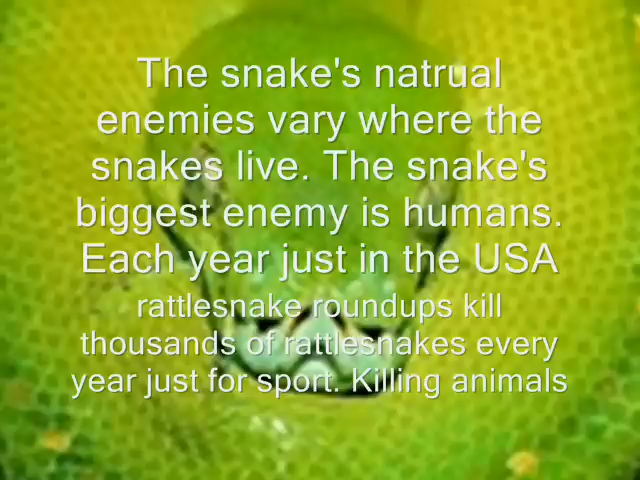 The snake's natrual
enemies vary where the
snakes live. The snake's
biggest enemy is humans.
Each year just in the USA
rattlesnake roundups kill
thousands of rattlesnakes every
year just for sport. Killing animals